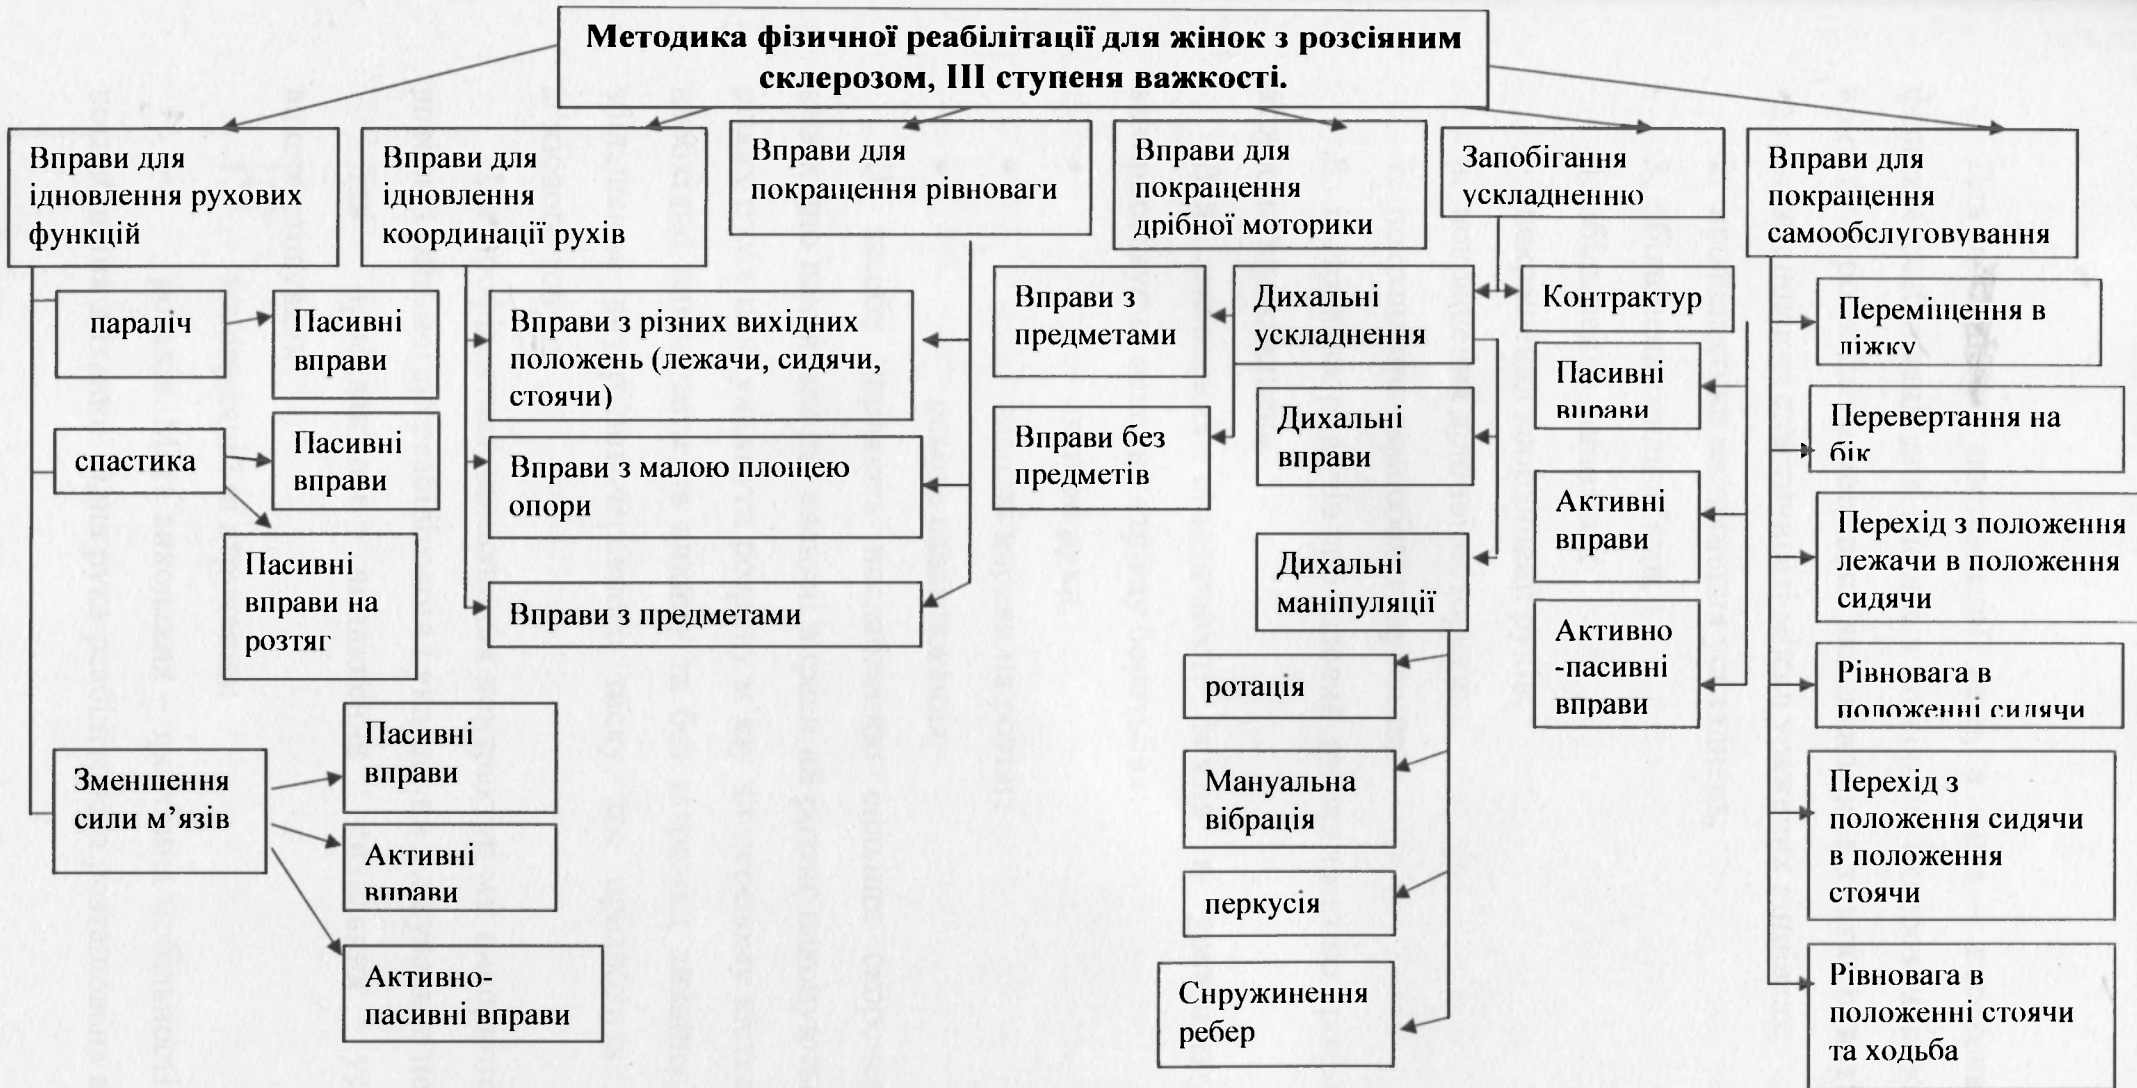 Методика фізичної реабілітації для жінок з розсіяним
склерозом, ІІІ ступеня важкості.
Вправи для
ідновлення рухових
функцій
Вправи для
ідновлення
координації рухів
Вправи для
покращення рівноваги
Вправи для
покращення
дрібної моторики
Запобігання
ускладненню
Вправи для
покращення
самообслуговування
параліч
Пасивні
вправи
спастика
Пасивні
вправи
Пасивні
вправи на
розтяг
Зменшення
сили м’язів
Пасивні
вправи
Активні
вправи
Активно-
пасивні вправи
Вправи з різних вихідних
положень (лежачи, сидячи,
стоячи)
Вправи з малою площею
опори
Вправи з предметами
Вправи з
предметами
Вправи без
предметів
Дихальні
ускладнення
Дихальні
вправи
Дихальні
маніпуляції
ротація
Мануальна
вібрація
перкусія
Спружинення
ребер
Контрактур
Пасивні
вправи
Активні
вправи
Активно
-пасивні
вправи
Переміщення в
ліжку
Перевертання на
бік
Перехід з положення
лежачи в положення
сидячи
Рівновага в
положенні сидячи
Перехід з
положення сидячи
в положення
стоячи
Рівновага в
положенні стоячи
та ходьба